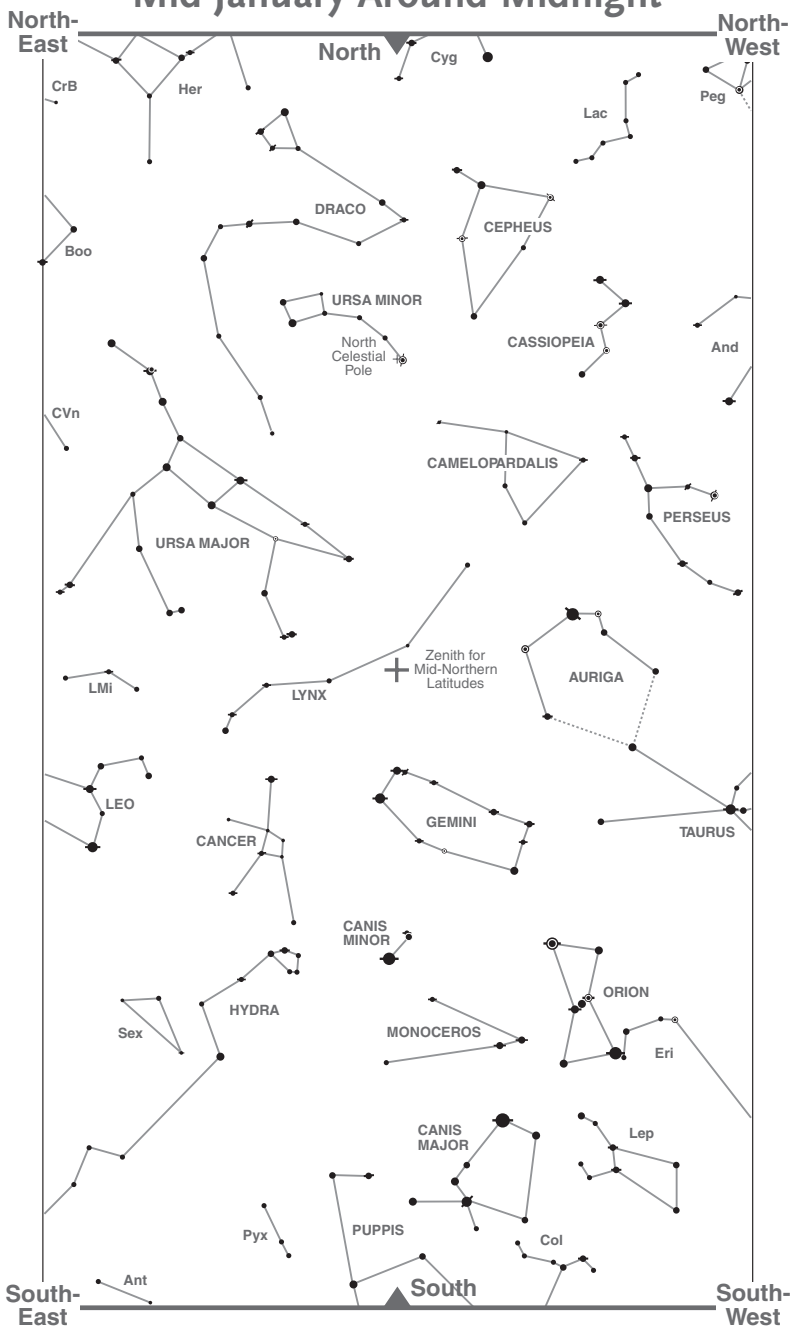 Mid-January Around Midnight
North-
East
North
North-
West
CrB
Her
Cyg
Lac
Peg
DRACO
CEPHEUS
Boo
URSA MINOR
North
Celestial
Pole
CASSIOPEIA
And
CVn
CAMELOPARDALIS
PERSEUS
URSA MAJOR
Zenith for
Mid-Northern
Latitudes
AURIGA
LMi
LYNX
LEO
CANCER
GEMINI
TAURUS
CANIS
MINOR
HYDRA
ORION
Sex
MONOCEROS
Eri
CANIS
MAJOR
Lep
Pyx
PUPPIS
Col
Ant
South-
East
South
South-
West